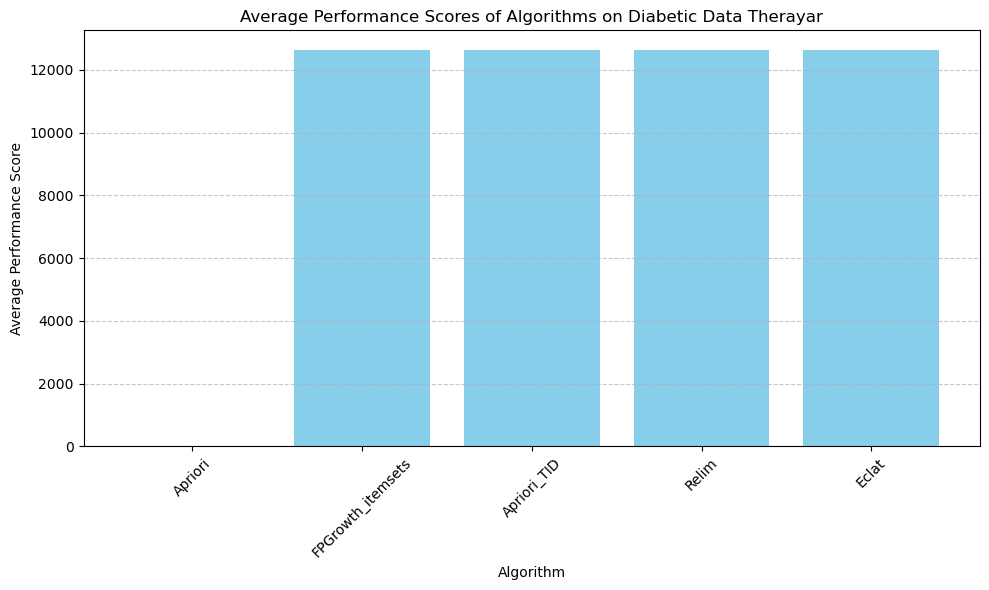 Average Performance Scores of Algorithms on Diabetic Data Therayar
Average Performance Score
12000
10000
8000
6000
4000
2000
0
Apriori
FPGrowth_itemsets
Apriori_TID
Relim
Eclat
Algorithm